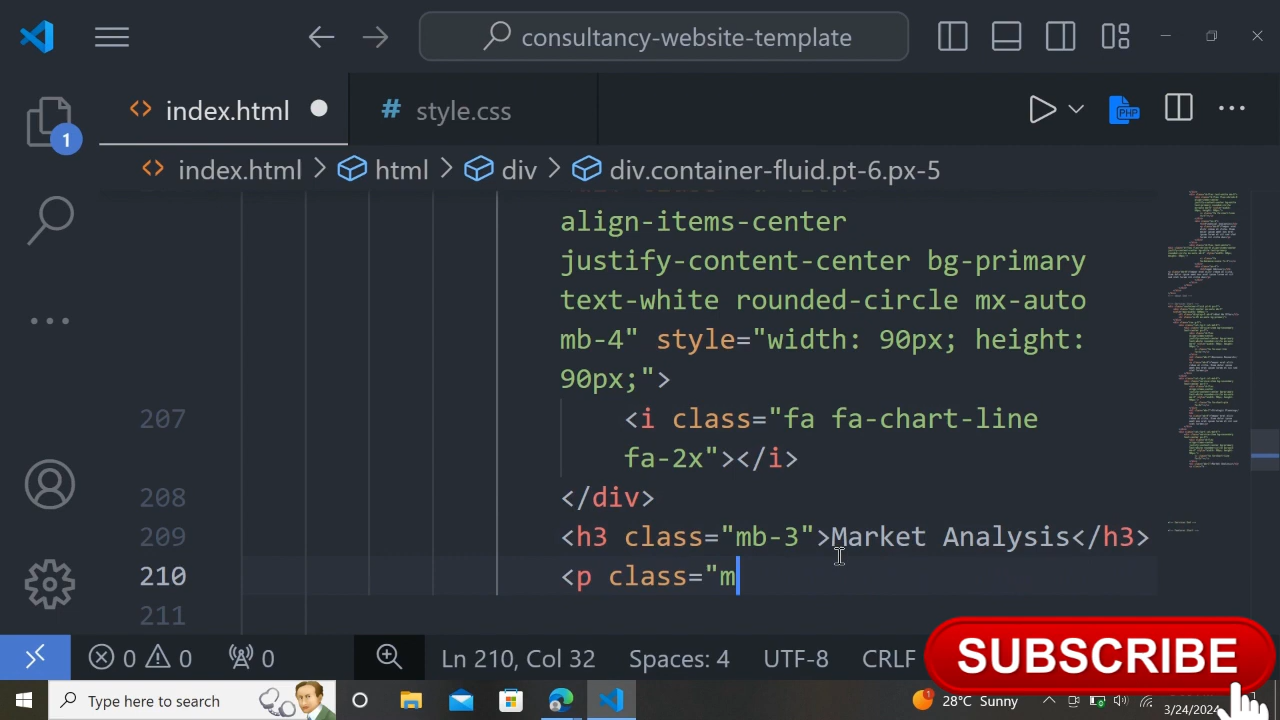 consultancy-website-template
index.html
style.css
index.html > html > div > div.container-fluid.pt-6.px-5
1
align-items-center
justify-content-center bg-primary
text-white rounded-circle mx-auto
mb-4" style="width: 90px; height:
90px;">
207 <i class="fa fa-chart-line
fa-2x"></i>
208 </div>
209 <h3 class="mb-3">Market Analysis</h3>
210 <p class="m
211
0 0 0 Ln 210, Col 32 Spaces: 4 UTF-8 CRLF
SUBSCRIBE
Type here to search
28°C Sunny
3/24/2024
PHP